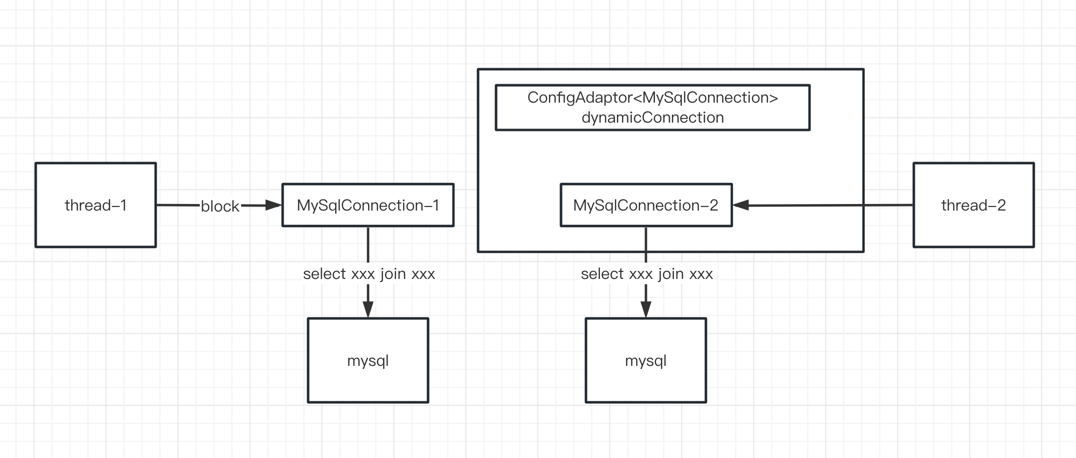 ConfigAdaptor<MySqlConnection>
dynamicConnection
thread-1
block
MySqlConnection-1
MySqlConnection-2
thread-2
select xxx join xxx
select xxx join xxx
mysql
mysql